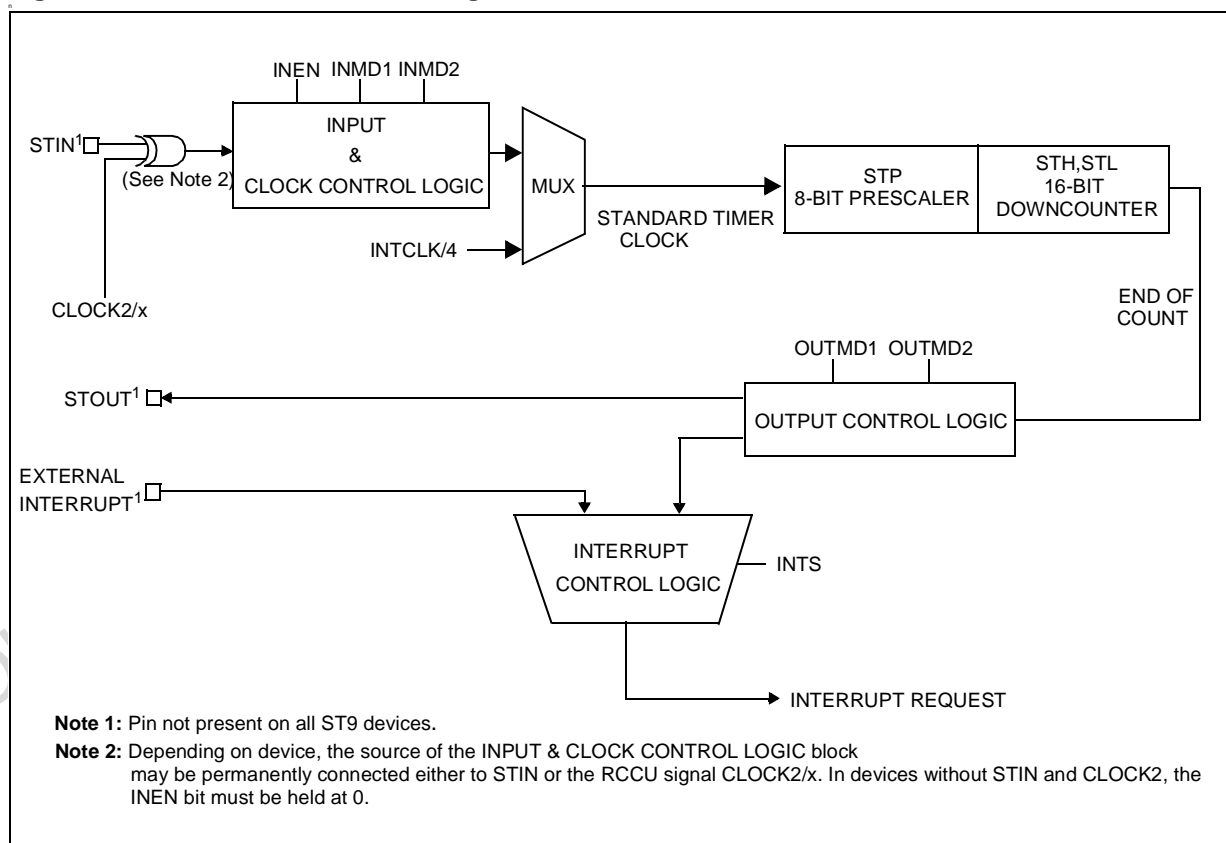 INEN INMD1 INMD2
STIN1
(See Note 2)
INPUT
&
CLOCK CONTROL LOGIC
MUX
INTCLK/4
CLOCK2/x
STANDARD TIMER
CLOCK
STP
8-BIT PRESCALER
STH,STL
16-BIT
DOWNCOUNTER
END OF
COUNT
OUTMD1 OUTMD2
OUTPUT CONTROL LOGIC
STOUT1
EXTERNAL
INTERRUPT1
INTERRUPT
CONTROL LOGIC
INTS
INTERRUPT REQUEST
Note 1: Pin not present on all ST9 devices.
Note 2: Depending on device, the source of the INPUT & CLOCK CONTROL LOGIC block
may be permanently connected either to STIN or the RCCU signal CLOCK2/x. In devices without STIN and CLOCK2, the
INEN bit must be held at 0.